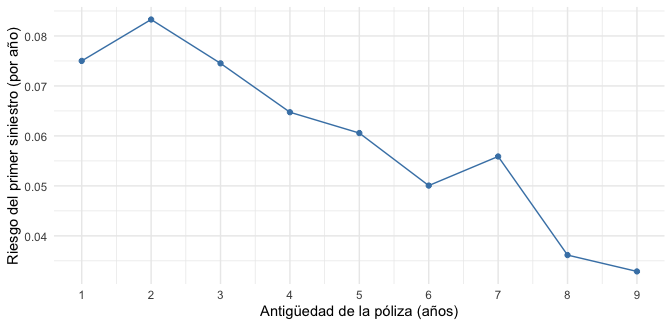 Riesgo del primer siniestro (por año)
0.08
0.07
0.06
0.05
0.04
1 2 3 4 5 6 7 8 9
Antigüedad de la póliza (años)